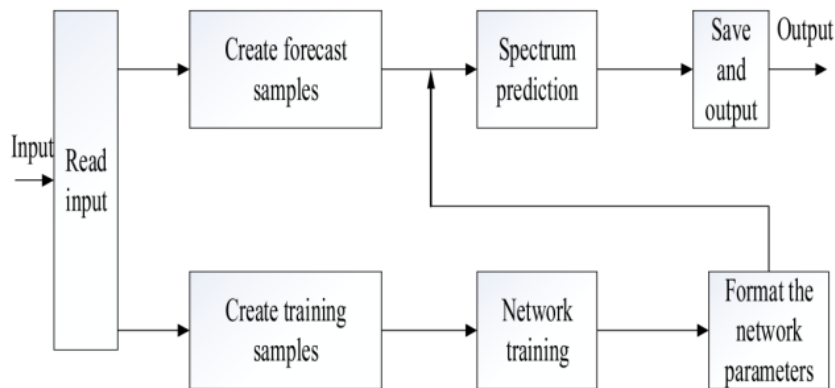 Input
Read
input
Create forecast
samples
Spectrum
prediction
Save
and
output
Output
Create training
samples
Network
training
Format the
network
parameters